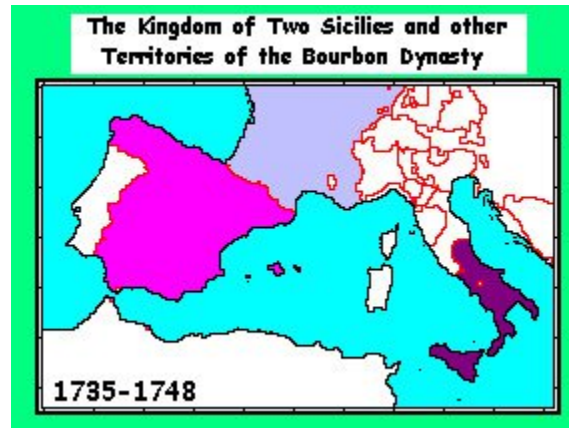 The Kingdom of Two Sicilies and other
Territories of the Bourbon Dynasty
1735-1748